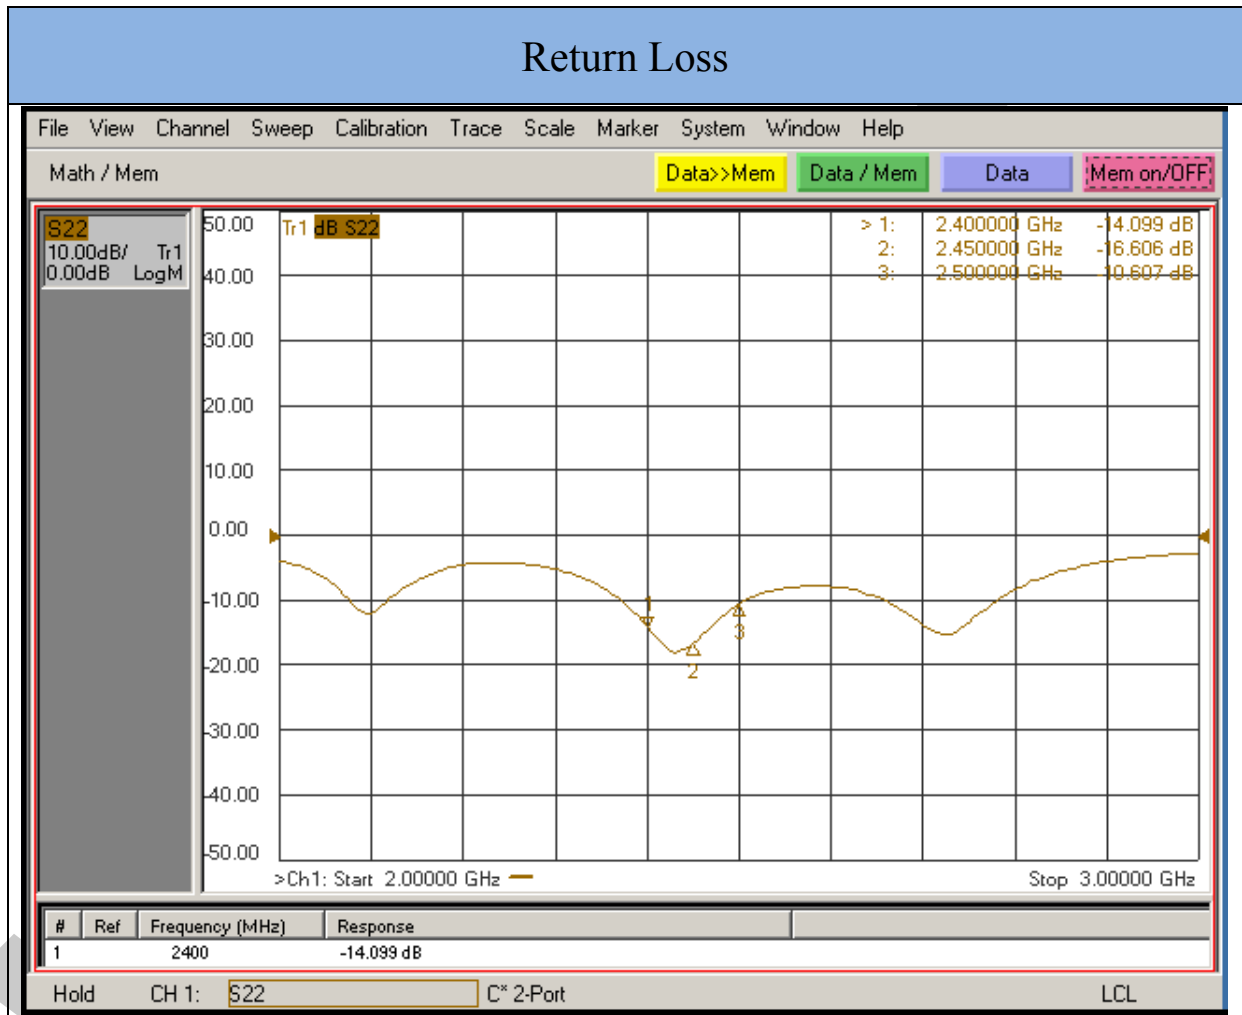 Return Loss
File View Channel Sweep Calibration Trace Scale Marker System Window Help
Math / Mem Data>>Mem Data / Mem Data Mem on/OFF
S22
10.00dB/ Tr1
0.00dB LogM
50.00
40.00
30.00
20.00
10.00
0.00
-10.00
-20.00
-30.00
-40.00
-50.00
Tr1 dB S22
> 1: 2.400000 GHz -14.099 dB
2: 2.450000 GHz -16.606 dB
3: 2.500000 GHz -10.607 dB
1
2
3
>Ch1: Start 2.00000 GHz
Stop 3.00000 GHz
# Ref Frequency (MHz) Response
1 2400 -14.099 dB
Hold CH 1: S22 C* 2-Port LCL